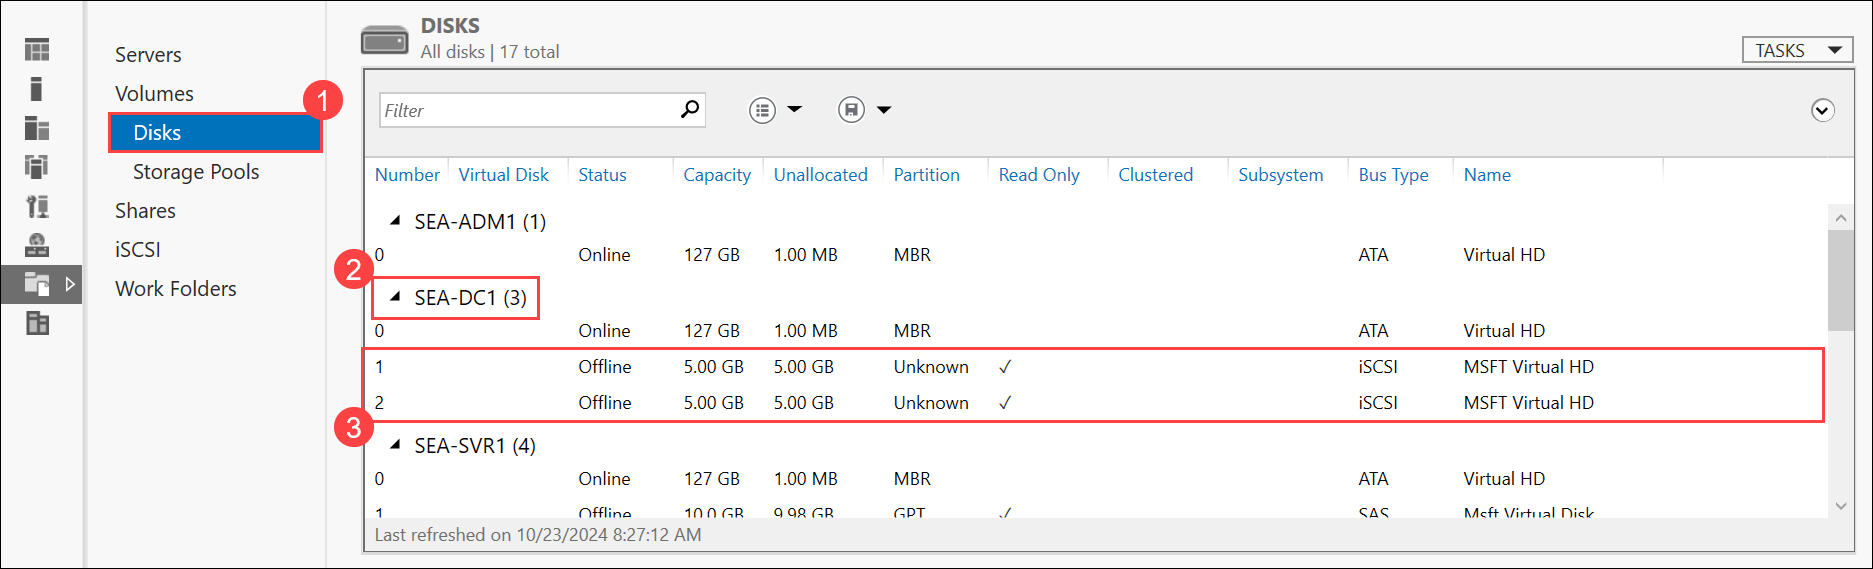 DISKS
All disks | 17 total
TASKS
Servers
Volumes
1
Disks
Storage Pools
Shares
iSCSI
Work Folders
Filter
Number Virtual Disk Status Capacity Unallocated Partition Read Only Clustered Subsystem Bus Type Name
SEA-ADM1 (1)
0 Online 127 GB 1.00 MB MBR ATA Virtual HD
2
SEA-DC1 (3)
0 Online 127 GB 1.00 MB MBR ATA Virtual HD
1 Offline 5.00 GB 5.00 GB Unknown ✓ iSCSI MSFT Virtual HD
2 Offline 5.00 GB 5.00 GB Unknown ✓ iSCSI MSFT Virtual HD
3
SEA-SVR1 (4)
0 Online 127 GB 1.00 MB MBR ATA Virtual HD
1 Offline 10.0 GB 9.98 GB GPT ✓ SAS Msft Virtual Disk
Last refreshed on 10/23/2024 8:27:12 AM